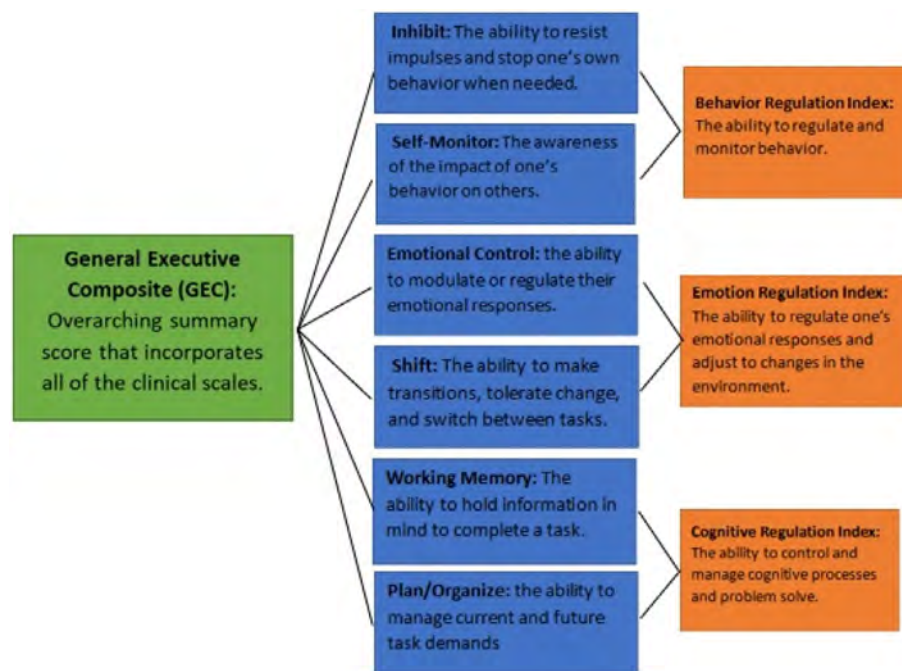 General Executive
Composite (GEC):
Overarching summary
score that incorporates
all of the clinical scales.
Inhibit: The ability to resist
impulses and stop one's own
behavior when needed.
Self-Monitor: The awareness
of the impact of one's
behavior on others.
Emotional Control: the ability
to modulate or regulate their
emotional responses.
Shift: The ability to make
transitions, tolerate change,
and switch between tasks.
Working Memory: The
ability to hold information in
mind to complete a task.
Plan/Organize: the ability to
manage current and future
task demands
Behavior Regulation Index:
The ability to regulate and
monitor behavior.
Emotion Regulation Index:
The ability to regulate one's
emotional responses and
adjust to changes in the
environment.
Cognitive Regulation Index:
The ability to control and
manage cognitive processes
and problem solve.